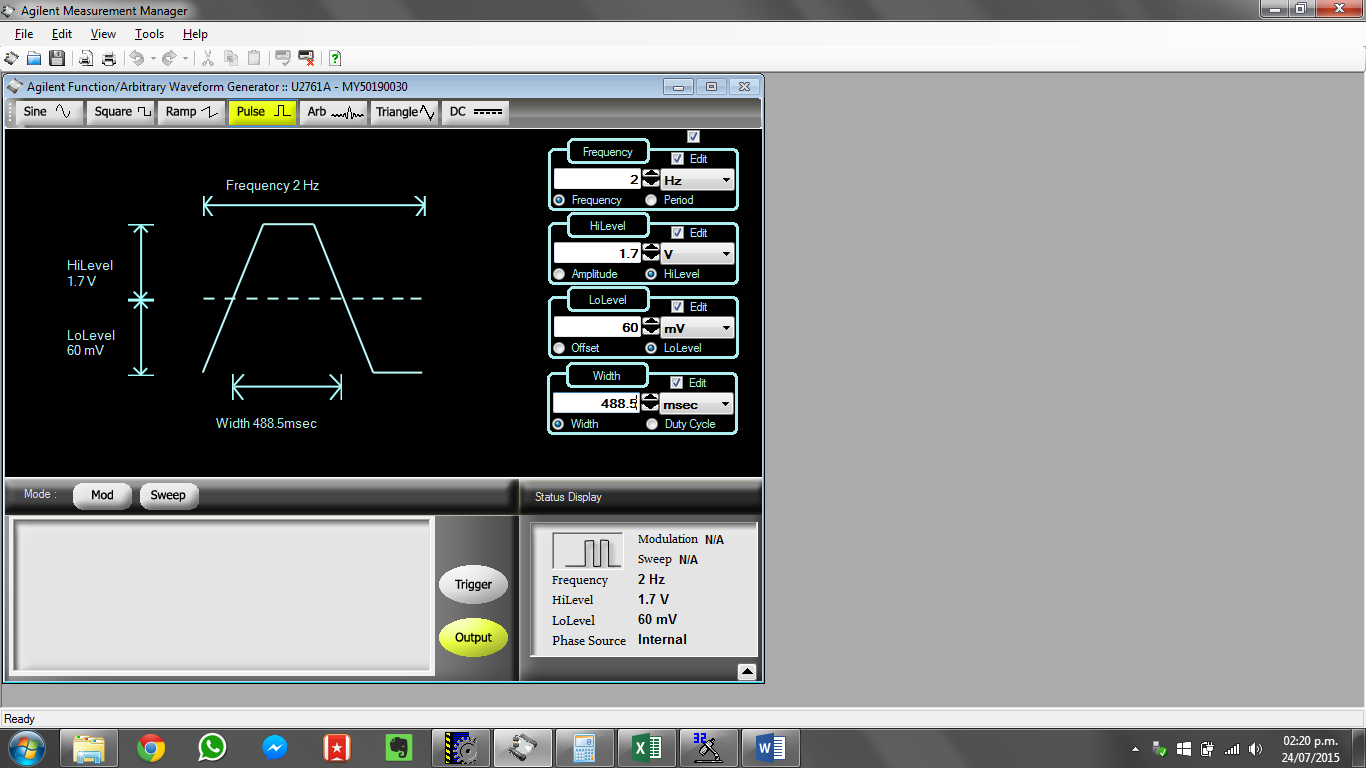 Agilent Measurement Manager
File Edit View Tools Help
Agilent Function/Arbitrary Waveform Generator :: U2761A - MY50190030
Sine Square Ramp Pulse Arb Triangle DC
Frequency Edit
2 Hz
Frequency Period
HiLevel Edit
1.7 V
Amplitude HiLevel
LoLevel Edit
60 mV
Offset LoLevel
Width Edit
488.5 msec
Width Duty Cycle
Frequency 2 Hz
HiLevel
1.7 V
LoLevel
60 mV
Width 488.5msec
Mode : Mod Sweep
Status Display
Trigger
Output
Modulation N/A
Sweep N/A
Frequency 2 Hz
HiLevel 1.7 V
LoLevel 60 mV
Phase Source Internal
Ready
32
02:20 p.m.
24/07/2015